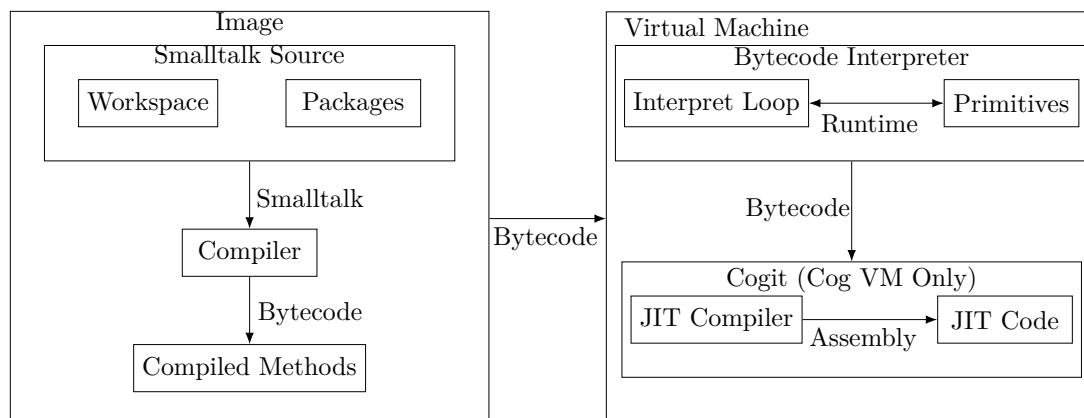 Image
Smalltalk Source
Workspace
Packages
Smalltalk
Compiler
Bytecode
Compiled Methods
Bytecode
Virtual Machine
Bytecode Interpreter
Interpret Loop
Runtime
Primitives
Bytecode
Cogit (Cog VM Only)
JIT Compiler
Assembly
JIT Code